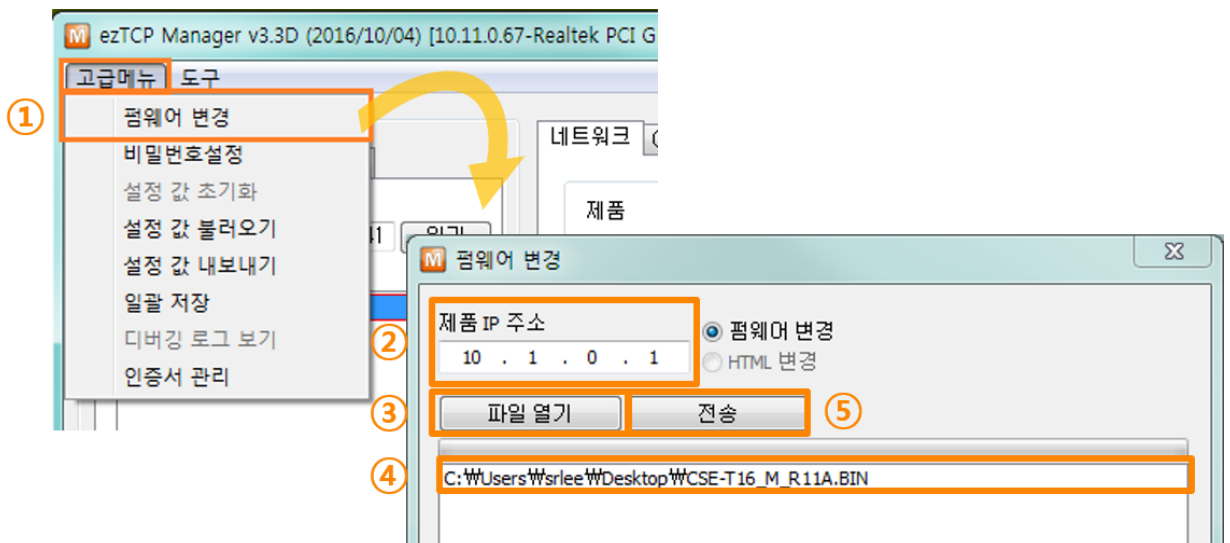 ezTCP Manager v3.3D (2016/10/04) [10.11.0.67-Realtek PCI G
고급메뉴 도구
①
펌웨어 변경
비밀번호설정
설정 값 초기화
설정 값 불러오기
설정 값 내보내기
일괄 저장
디버깅 로그 보기
인증서 관리
네트워크
제품
41
펌웨어 변경
②
제품 IP 주소
10 . 1 . 0 . 1
펌웨어 변경
HTML 변경
③
파일 열기
전송
⑤
④
C:₩Users₩srlee₩Desktop₩CSE-T16_M_R11A.BIN